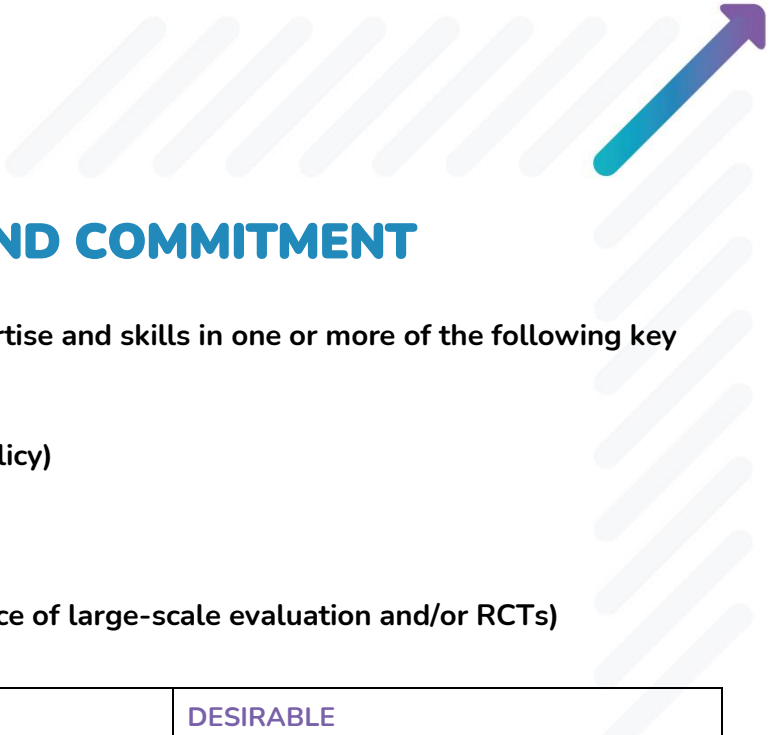 ND COMMITMENT
rtise and skills in one or more of the following key
licy)
ce of large-scale evaluation and/or RCTs)
DESIRABLE